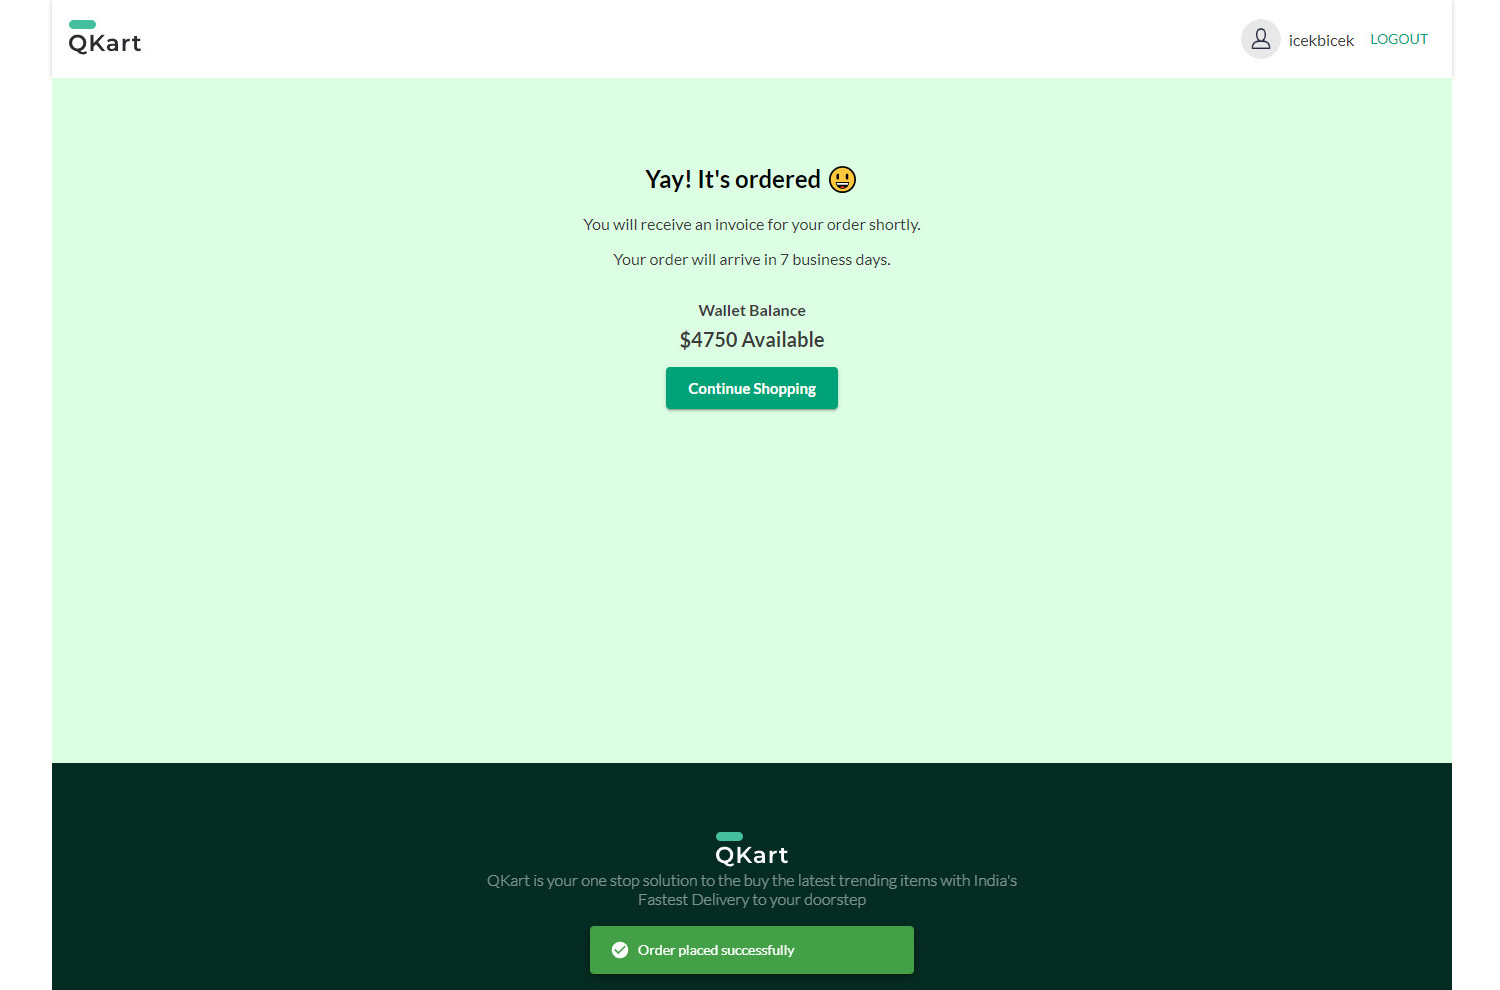 QKart
icekbicek
LOGOUT
Yay! It's ordered 😃
You will receive an invoice for your order shortly.
Your order will arrive in 7 business days.
Wallet Balance
$4750 Available
Continue Shopping
QKart
QKart is your one stop solution to the buy the latest trending items with India's
Fastest Delivery to your doorstep
Order placed successfully